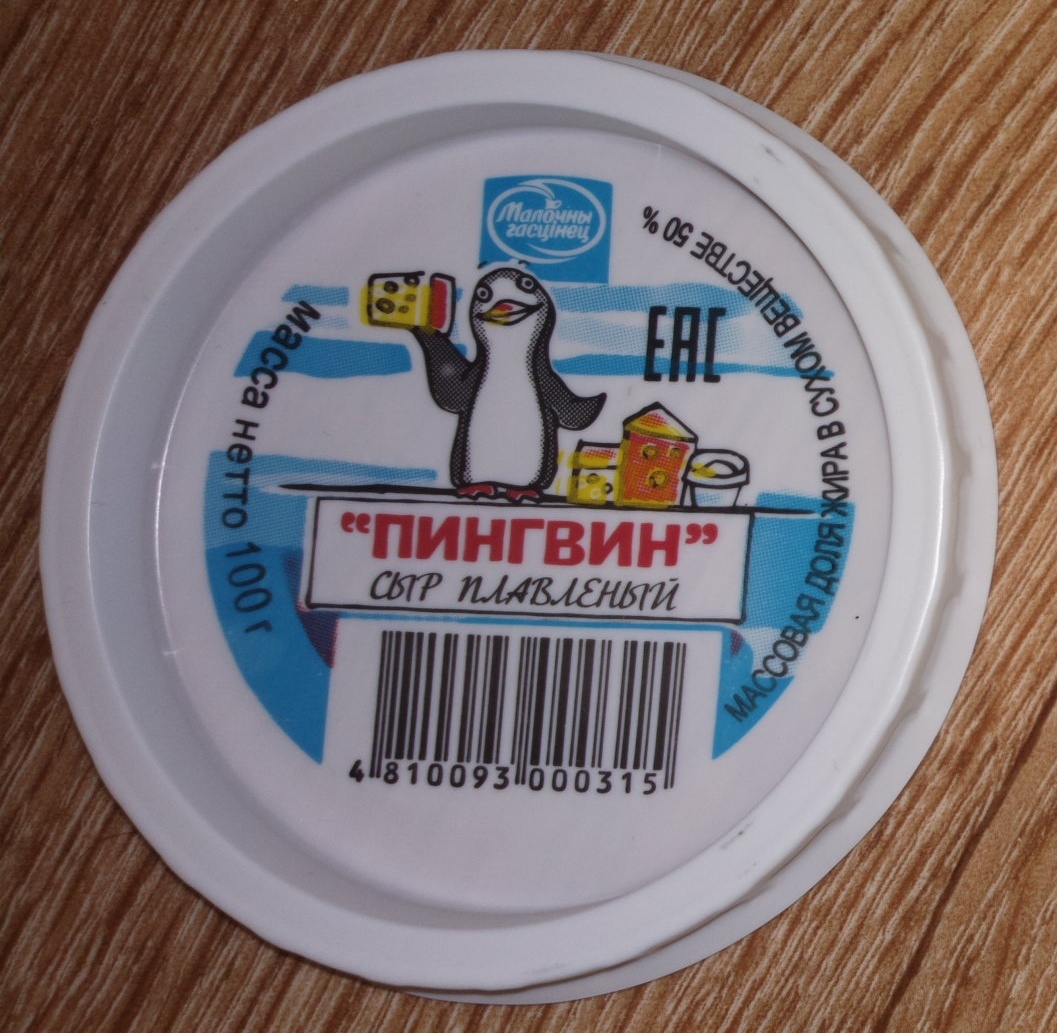 Малочны
гасцінец
ЕАС
масса нетто 100 г
МАССОВАЯ ДОЛЯ ЖИРА В СУХОМ ВЕЩЕСТВЕ 50 %
“ПИНГВИН”
СЫР ПЛАВЛЕНЫЙ
4 810093 000315